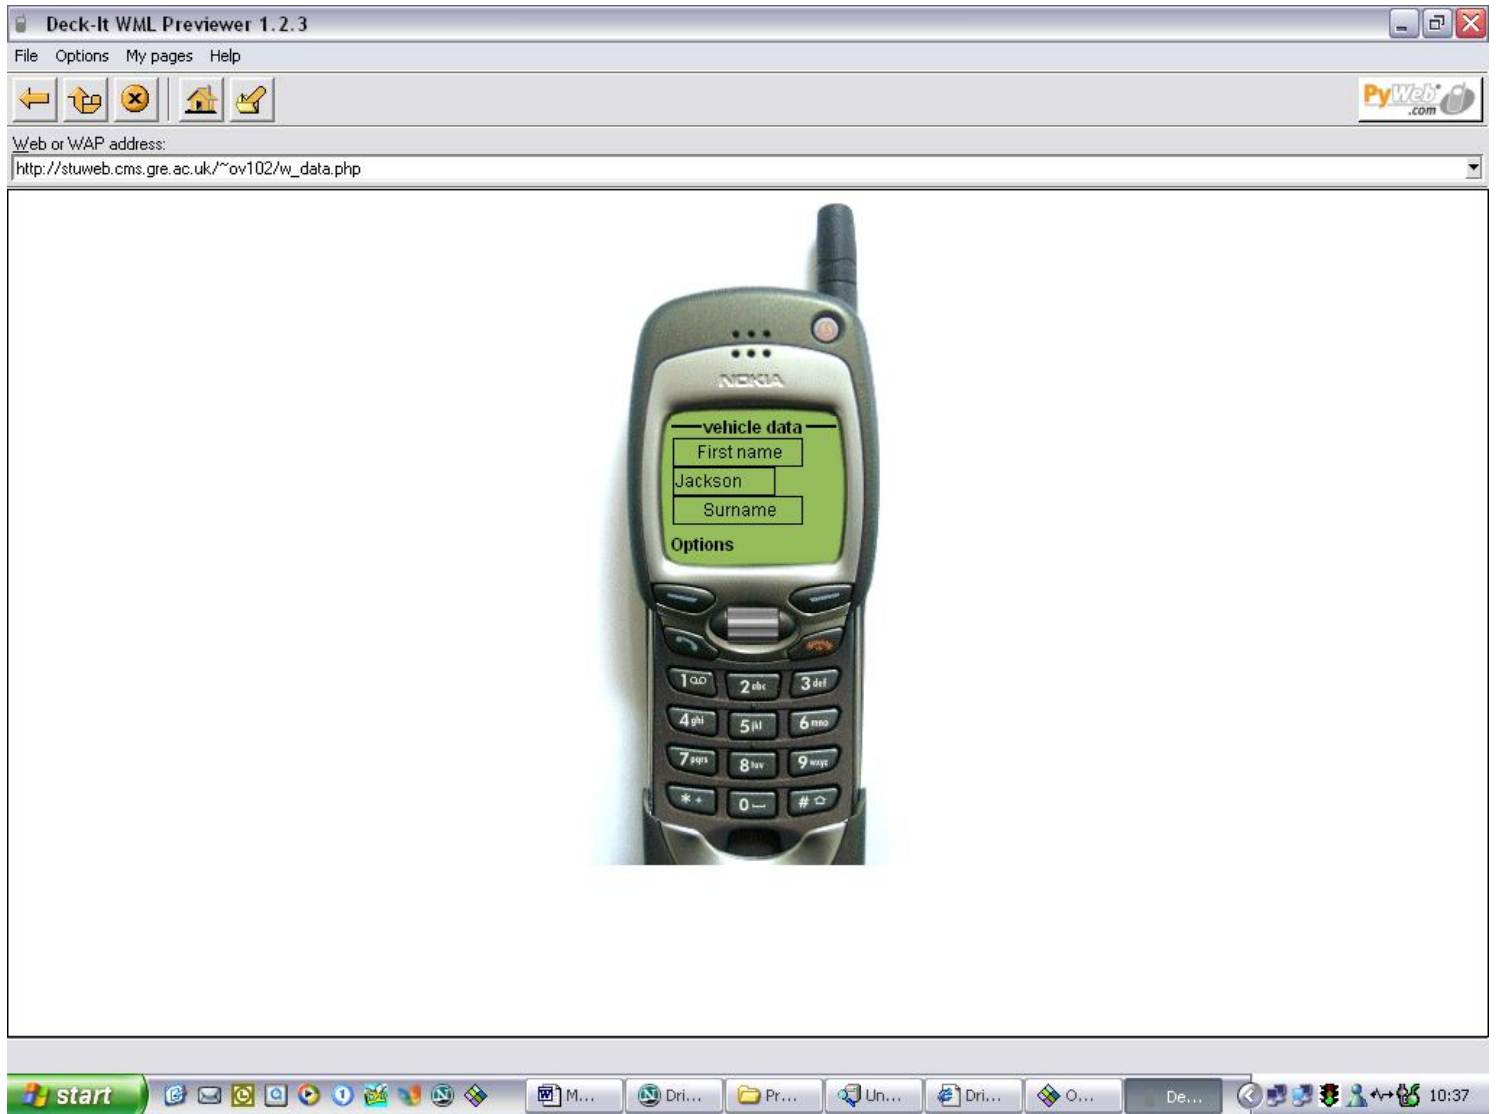 Deck-It WML Previewer 1.2.3
File Options My pages Help
PyWeb.com
Web or WAP address:
http://stuweb.cms.gre.ac.uk/~ov102/w_data.php
NOKIA
vehicle data
First name
Jackson
Surname
Options
1 2 abc 3 def
4 ghi 5 jkl 6 mno
7 pqrs 8 tuv 9 wxyz
* + 0 #
start M... Dri... Pr... Un... Dri... O... De... 10:37